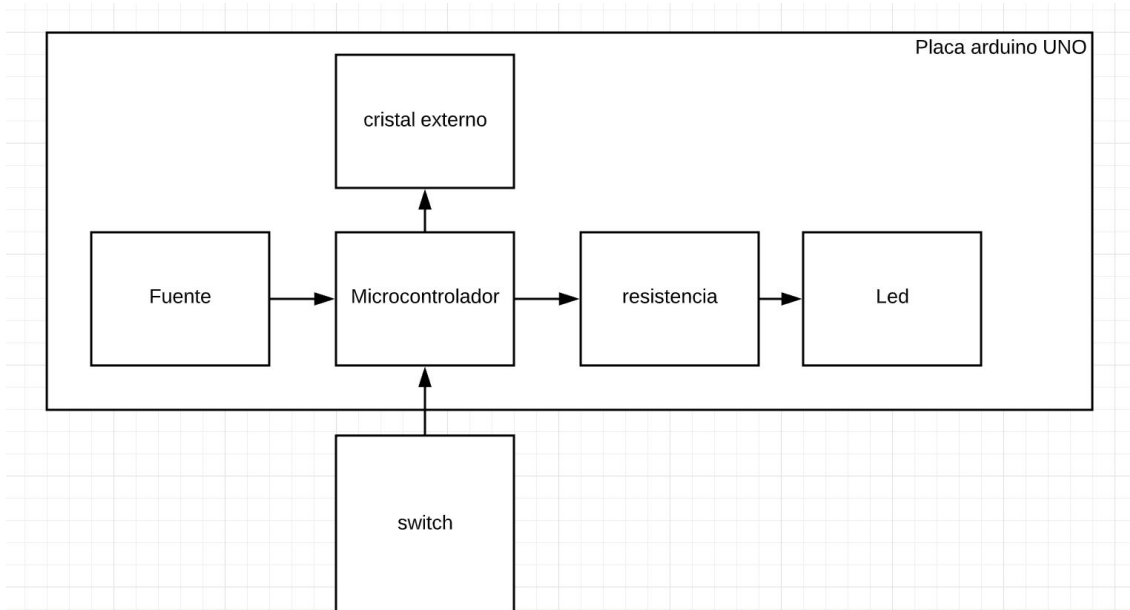 Placa arduino UNO
cristal externo
Fuente
Microcontrolador
resistencia
Led
switch